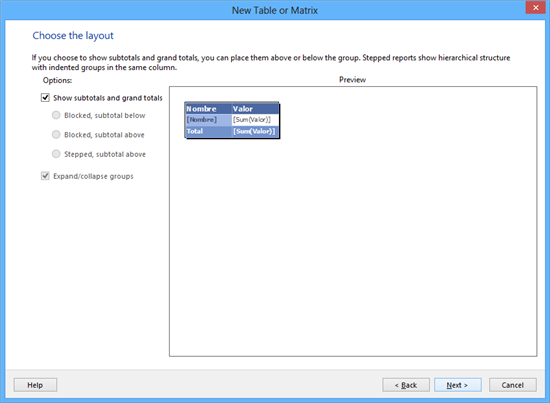 New Table or Matrix
Choose the layout
If you choose to show subtotals and grand totals, you can place them above or below the group. Stepped reports show hierarchical structure
with indented groups in the same column.
Options:
Preview
Show subtotals and grand totals
Blocked, subtotal below
Blocked, subtotal above
Stepped, subtotal above
Expand/collapse groups
Nombre Valor
[Nombre] [Sum(Valor)]
Total [Sum(Valor)]
Help < Back Next > Cancel